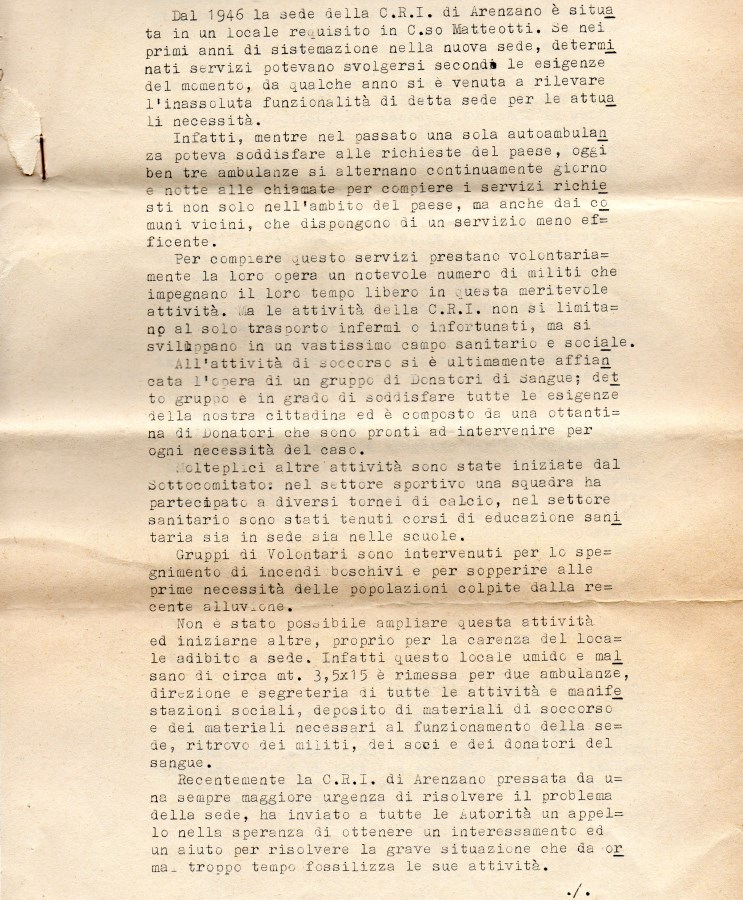 Dal 1946 la sede della C.R.I. di Arenzano è situa
ta in un locale requisito in C.so Matteotti. Se nei
primi anni di sistemazione nella nuova sede, determi
nati servizi potevano svolgersi secondo le esigenze
del momento, da qualche anno si è venuta a rilevare
l'inassoluta funzionalità di detta sede per le attua
li necessità.
Infatti, mentre nel passato una sola autoambulan
za poteva soddisfare alle richieste del paese, oggi
ben tre ambulanze si alternano continuamente giorno
e notte alle chiamate per compiere i servizi richie
sti non solo nell'ambito del paese, ma anche dai co
muni vicini, che dispongono di un servizio meno ef=
ficente.
Per compiere questo servizi prestano volontaria=
mente la loro opera un notevole numero di militi che
impegnano il loro tempo libero in questa meritevole
attività. Ma le attività della C.R.I. non si limita=
no al solo trasporto infermi o infortunati, ma si
sviluppano in un vastissimo campo sanitario e sociale.
All'attività di soccorso si è ultimamente affian
cata l'opera di un gruppo di Donatori di Sangue; det
to gruppo e in grado di soddisfare tutte le esigenze
della nostra cittadina ed è composto da una ottanti=
na di Donatori che sono pronti ad intervenire per
ogni necessità del caso.
Molteplici altre attività sono state iniziate dal
Sottocomitato: nel settore sportivo una squadra ha
partecipato a diversi tornei di calcio, nel settore
sanitario sono stati tenuti corsi di educazione sani
taria sia in sede sia nelle scuole.
Gruppi di Volontari sono intervenuti per lo spe=
gnimento di incendi boschivi e per sopperire alle
prime necessità delle popolazioni colpite dalla re=
cente alluvione.
Non e stato possibile ampliare questa attività
ed iniziarne altre, proprio per la carenza del loca=
le adibito a sede. Infatti questo locale umido e mal
sano di circa mt. 3,5x15 è rimessa per due ambulanze,
direzione e segreteria di tutte le attività e manife
stazioni sociali, deposito di materiali di soccorso
e dei materiali necessari al funzionamento della se=
de, ritrovo dei militi, dei soci e dei donatori del
sangue.
Recentemente la C.R.I. di Arenzano pressata da u=
na sempre maggiore urgenza di risolvere il problema
della sede, ha inviato a tutte le Autorità un appel=
lo nella speranza di ottenere un interessamento ed
un aiuto per risolvere la grave situazione che da or
mai troppo tempo fossilizza le sue attività.
./.